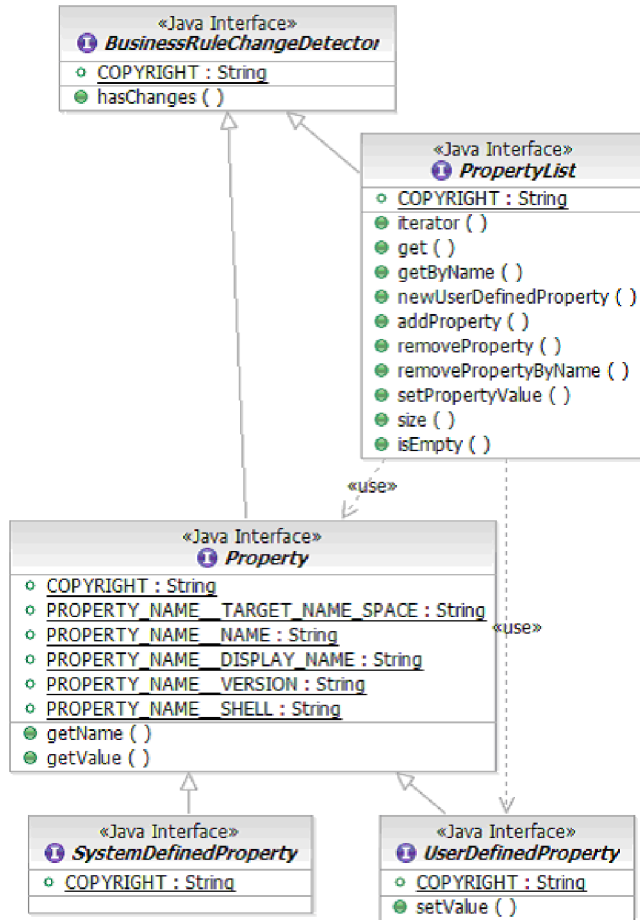 «Java Interface»
BusinessRuleChangeDetector
COPYRIGHT : String
hasChanges ( )
«Java Interface»
PropertyList
COPYRIGHT : String
iterator ( )
get ( )
getByName ( )
newUserDefinedProperty ( )
addProperty ( )
removeProperty ( )
removePropertyByName ( )
setPropertyValue ( )
size ( )
isEmpty ( )
«use»
«Java Interface»
Property
COPYRIGHT : String
PROPERTY_NAME__TARGET_NAME_SPACE : String
PROPERTY_NAME__NAME : String
«use»
PROPERTY_NAME__DISPLAY_NAME : String
PROPERTY_NAME__VERSION : String
PROPERTY_NAME__SHELL : String
getName ( )
getValue ( )
«Java Interface»
SystemDefinedProperty
COPYRIGHT : String
«Java Interface»
UserDefinedProperty
COPYRIGHT : String
setValue ( )